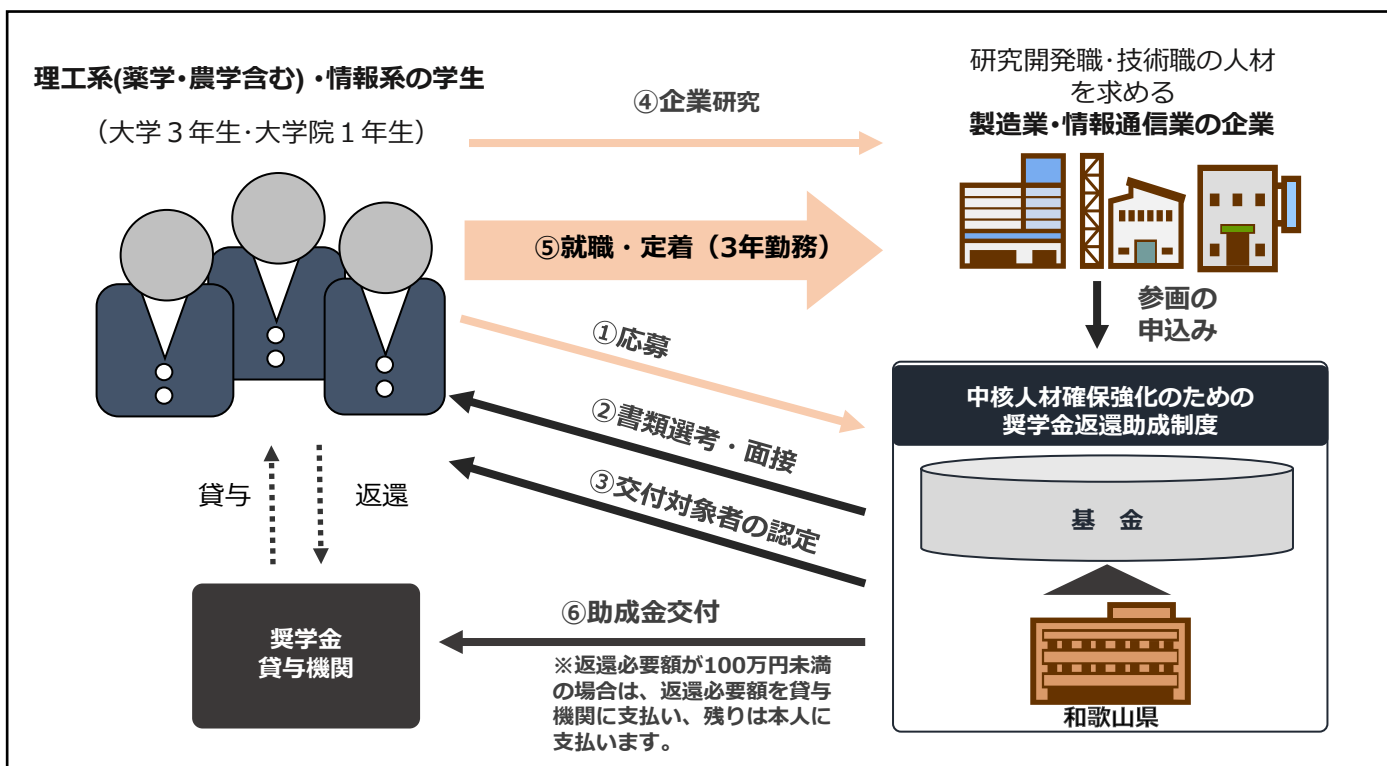 理工系(薬学・農学含む)・情報系の学生
（大学３年生・大学院１年生）
④企業研究
研究開発職・技術職の人材
を求める
製造業・情報通信業の企業
⑤就職・定着（3年勤務）
参画の
申込み
①応募
②書類選考・面接
③交付対象者の認定
中核人材確保強化のための
奨学金返還助成制度
基　金
和歌山県
貸与
返還
奨学金
貸与機関
⑥助成金交付
※返還必要額が100万円未満
の場合は、返還必要額を貸与
機関に支払い、残りは本人に
支払います。